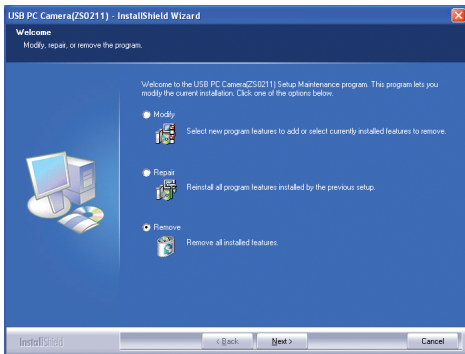 USB PC Camera(ZS0211) - InstallShield Wizard
Welcome
Modify, repair, or remove the program.
Welcome to the USB PC Camera(ZS0211) Setup Maintenance program. This program lets you
modify the current installation. Click one of the options below.
Modify
Select new program features to add or select currently installed features to remove.
Repair
Reinstall all program features installed by the previous setup.
Remove
Remove all installed features.
InstallShield
< Back
Next >
Cancel